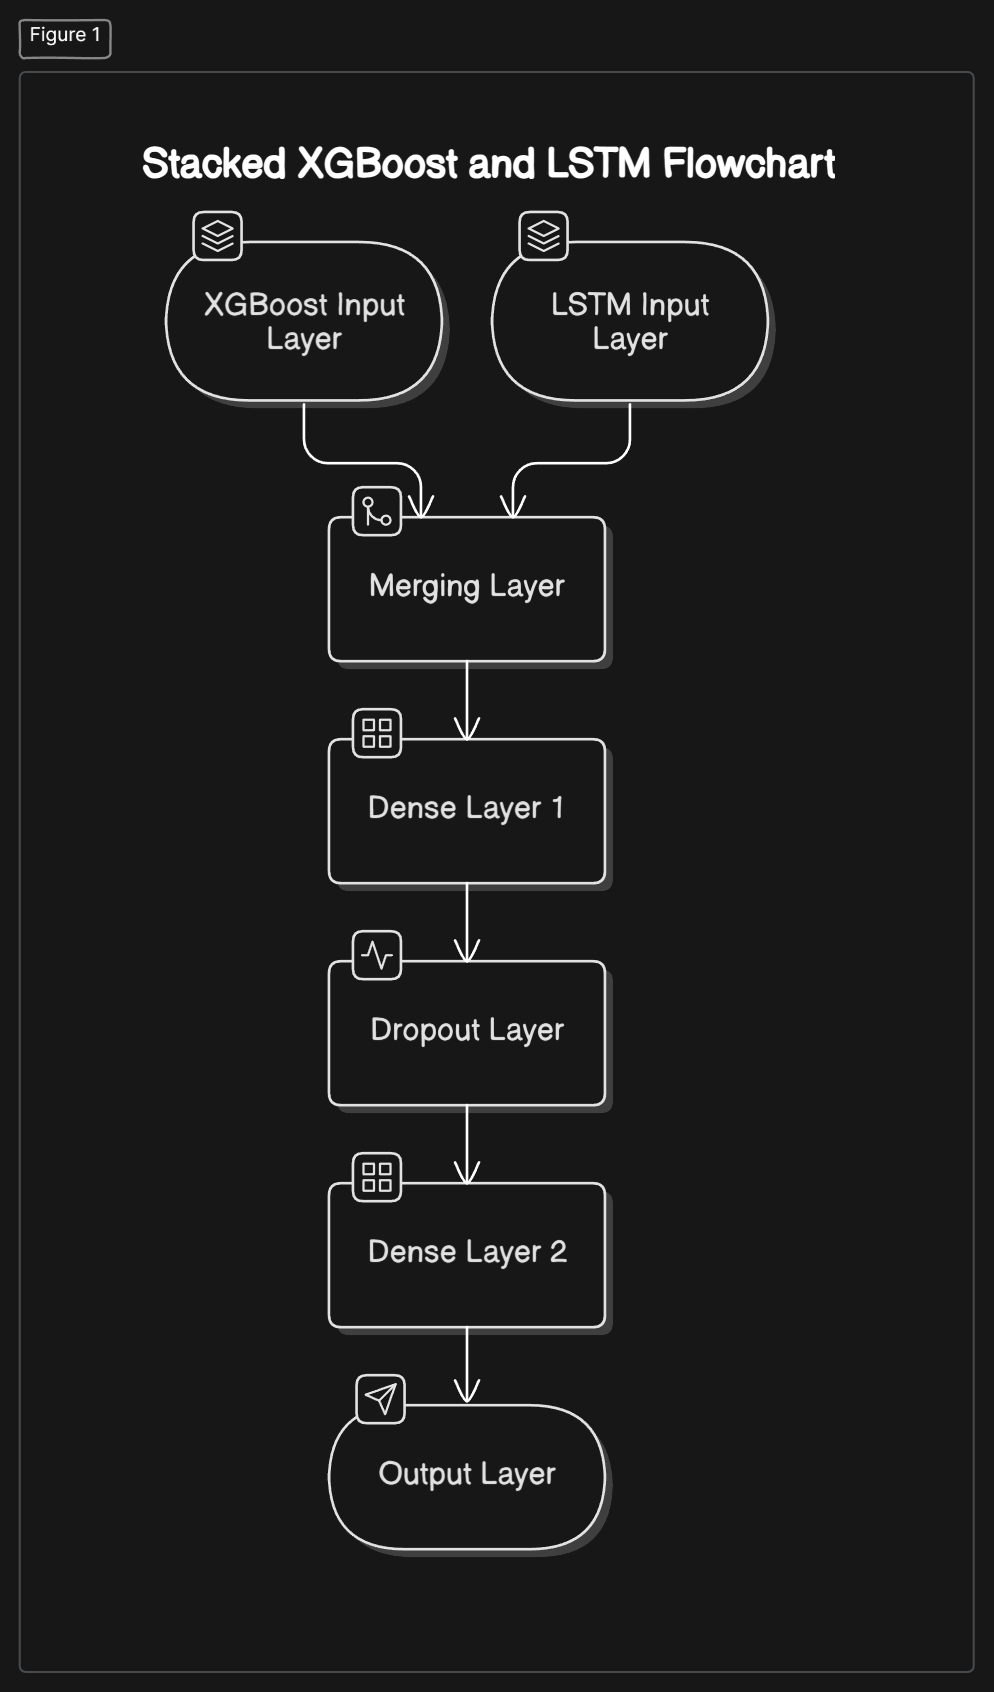 Figure 1
Stacked XGBoost and LSTM Flowchart
XGBoost Input
Layer
LSTM Input
Layer
Merging Layer
Dense Layer 1
Dropout Layer
Dense Layer 2
Output Layer